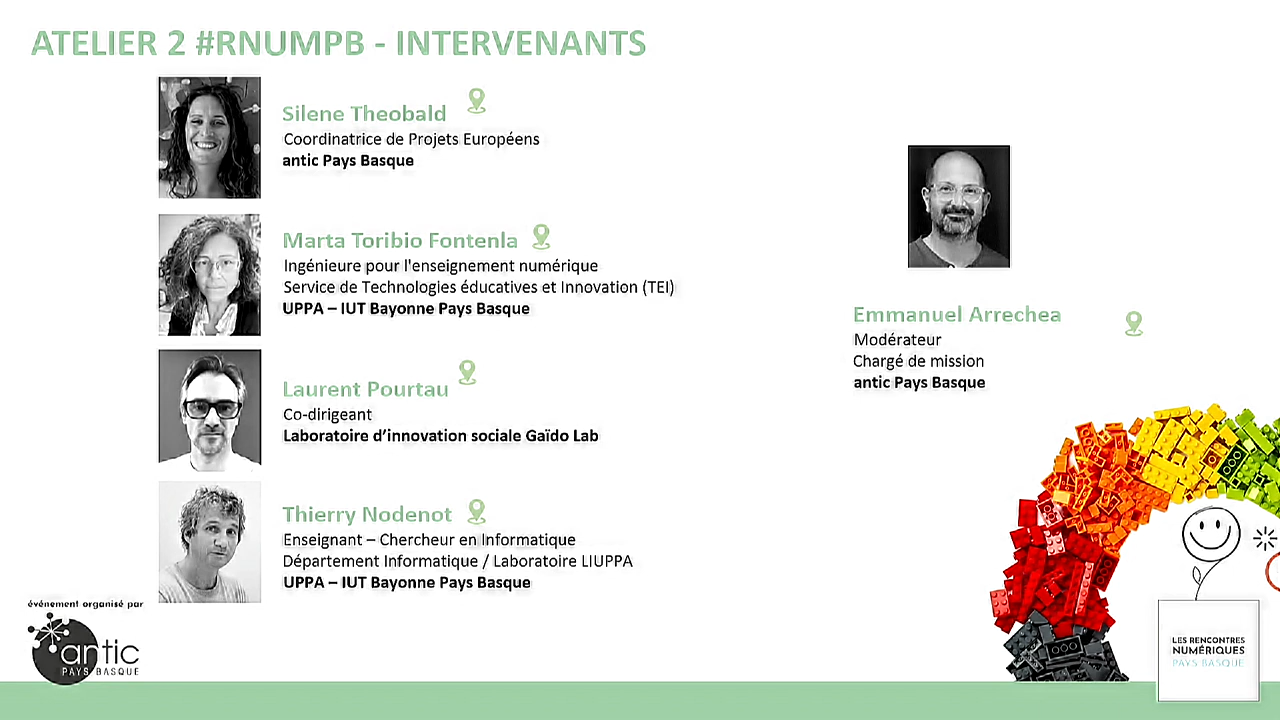 ATELIER 2 #RNUMPB - INTERVENANTS
Silene Theobald
Coordinatrice de Projets Européens
antic Pays Basque
Marta Toribio Fontenla
Ingénieure pour l'enseignement numérique
Service de Technologies éducatives et Innovation (TEI)
UPPA – IUT Bayonne Pays Basque
Laurent Pourtau
Co-dirigeant
Laboratoire d’innovation sociale Gaïdo Lab
Thierry Nodenot
Enseignant – Chercheur en Informatique
Département Informatique / Laboratoire LIUPPA
UPPA – IUT Bayonne Pays Basque
Emmanuel Arrechea
Modérateur
Chargé de mission
antic Pays Basque
événement organisé par
antic
PAYS BASQUE
LES RENCONTRES
NUMÉRIQUES
PAYS BASQUE